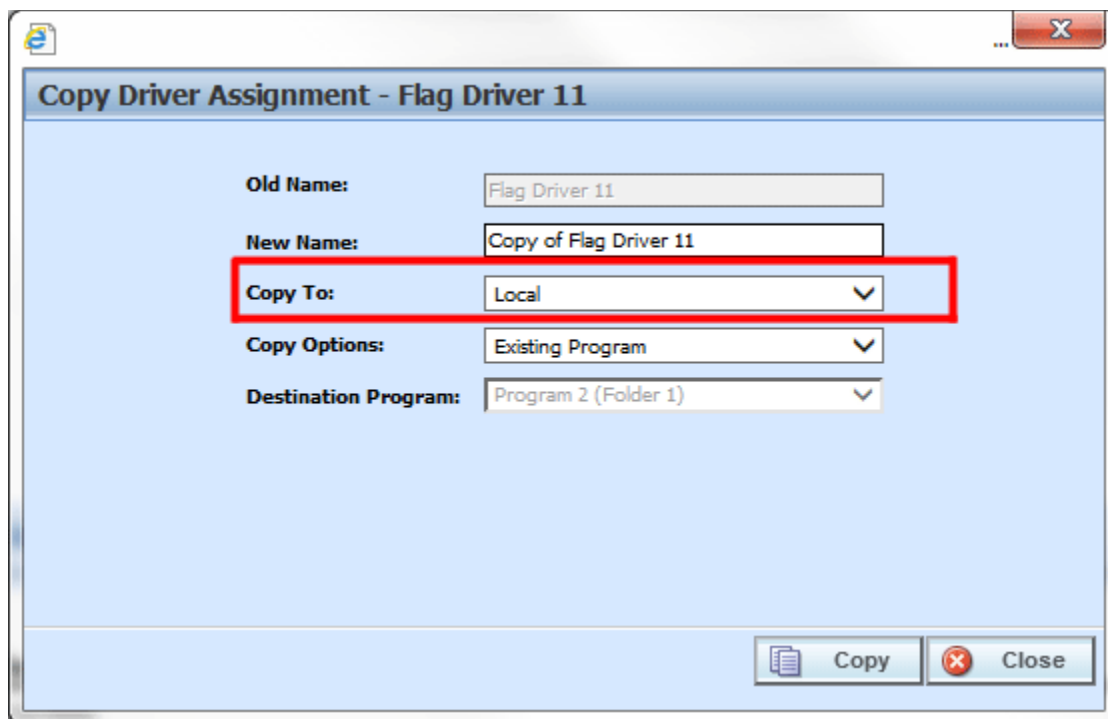 ...
Copy Driver Assignment - Flag Driver 11
Old Name: Flag Driver 11
New Name: Copy of Flag Driver 11
Copy To: Local
Copy Options: Existing Program
Destination Program: Program 2 (Folder 1)
Copy Close